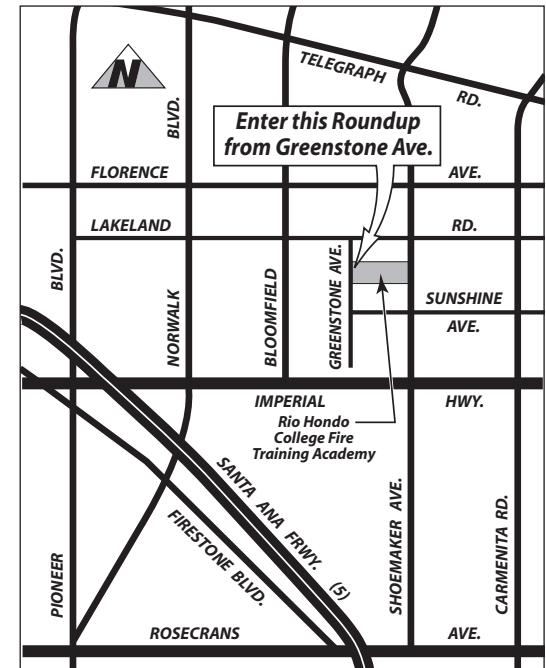 TELEGRAPH
RD.
N
BLVD.
Enter this Roundup
from Greenstone Ave.
FLORENCE
AVE.
LAKELAND
RD.
BLVD.
NORWALK
BLOOMFIELD
GREENSTONE AVE.
SUNSHINE
AVE.
IMPERIAL
HWY.
Rio Hondo
College Fire
Training Academy
SANTA ANA FRWY. (5)
FIRESTONE BLVD.
SHOEMAKER AVE.
CARMENITA RD.
PIONEER
ROSECRANS
AVE.